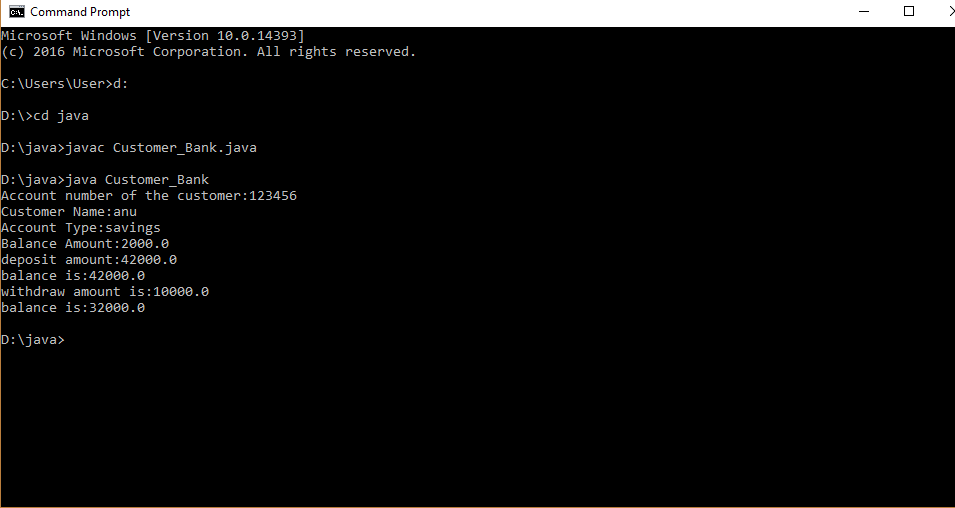 Command Prompt
Microsoft Windows [Version 10.0.14393]
(c) 2016 Microsoft Corporation. All rights reserved.
C:\Users\User>d:
D:\>cd java
D:\java>javac Customer_Bank.java
D:\java>java Customer_Bank
Account number of the customer:123456
Customer Name:anu
Account Type:savings
Balance Amount:2000.0
deposit amount:42000.0
balance is:42000.0
withdraw amount is:10000.0
balance is:32000.0
D:\java>